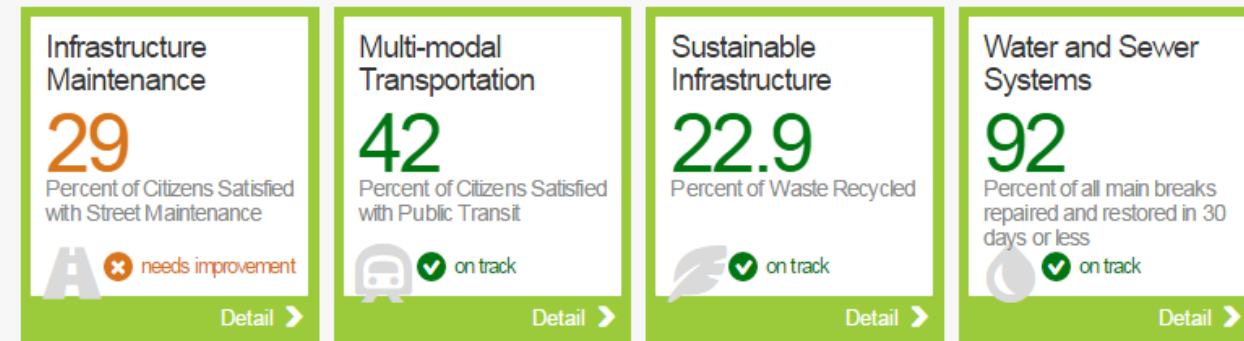 Infrastructure
Maintenance
29
Percent of Citizens Satisfied
with Street Maintenance
needs improvement
Detail
Multi-modal
Transportation
42
Percent of Citizens Satisfied
with Public Transit
on track
Detail
Sustainable
Infrastructure
22.9
Percent of Waste Recycled
on track
Detail
Water and Sewer
Systems
92
Percent of all main breaks
repaired and restored in 30
days or less
on track
Detail